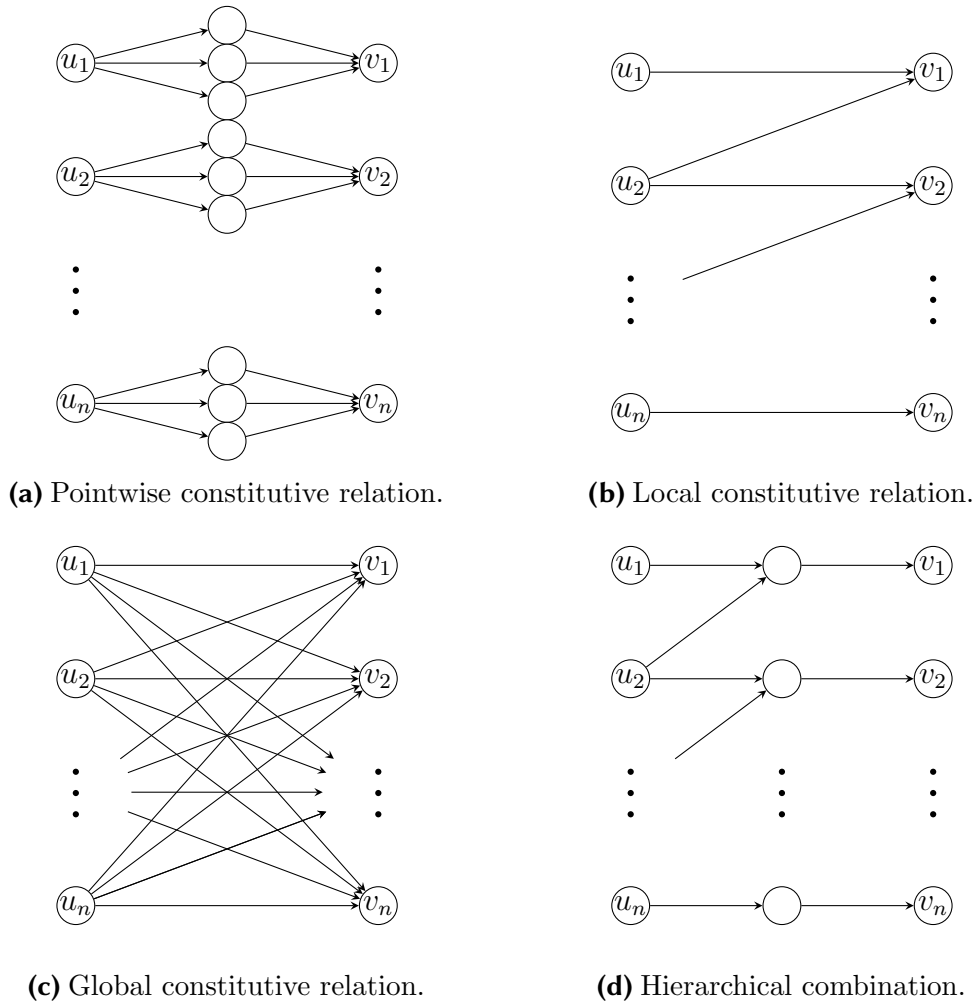 u₁ v₁
u₂ v₂
uₙ vₙ
(a) Pointwise constitutive relation.
u₁ v₁
u₂ v₂
uₙ vₙ
(b) Local constitutive relation.
u₁ v₁
u₂ v₂
uₙ vₙ
(c) Global constitutive relation.
u₁ v₁
u₂ v₂
uₙ vₙ
(d) Hierarchical combination.